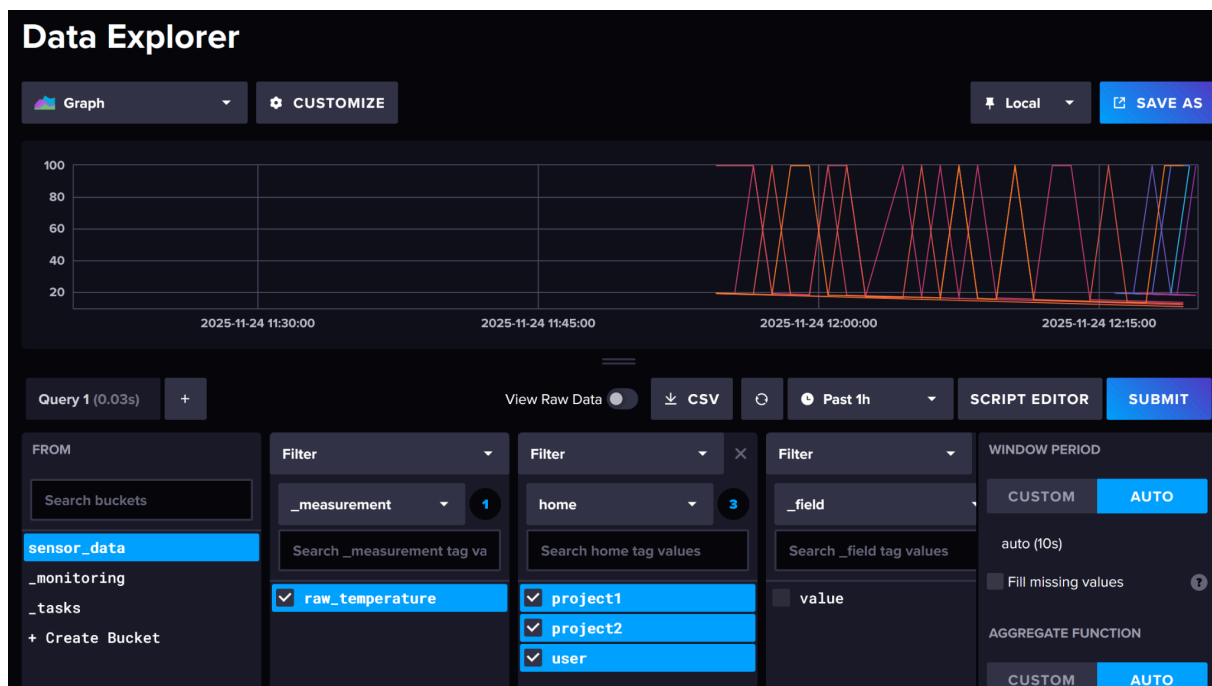 Data Explorer
Graph
CUSTOMIZE
Local
SAVE AS
100
80
60
40
20
2025-11-24 11:30:00
2025-11-24 11:45:00
2025-11-24 12:00:00
2025-11-24 12:15:00
Query 1 (0.03s)
+
View Raw Data
CSV
Past 1h
SCRIPT EDITOR
SUBMIT
FROM
Search buckets
sensor_data
_monitoring
_tasks
+ Create Bucket
Filter
_measurement
1
Search _measurement tag va
raw_temperature
Filter
home
3
Search home tag values
project1
project2
user
Filter
_field
Search _field tag values
value
WINDOW PERIOD
CUSTOM
AUTO
auto (10s)
Fill missing values
?
AGGREGATE FUNCTION
CUSTOM
AUTO